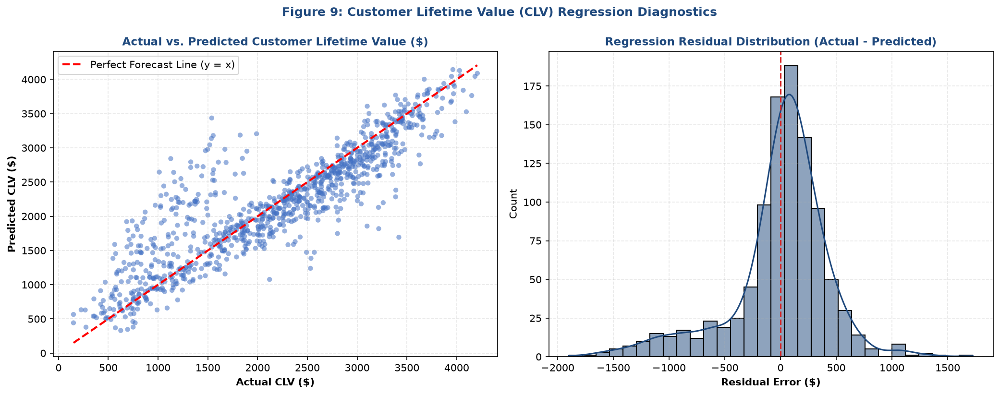 Figure 9: Customer Lifetime Value (CLV) Regression Diagnostics
Actual vs. Predicted Customer Lifetime Value ($)
Perfect Forecast Line (y = x)
Predicted CLV ($)
4000
3500
3000
2500
2000
1500
1000
500
0
0 500 1000 1500 2000 2500 3000 3500 4000
Actual CLV ($)
Regression Residual Distribution (Actual - Predicted)
Count
175
150
125
100
75
50
25
0
−2000 −1500 −1000 −500 0 500 1000 1500
Residual Error ($)